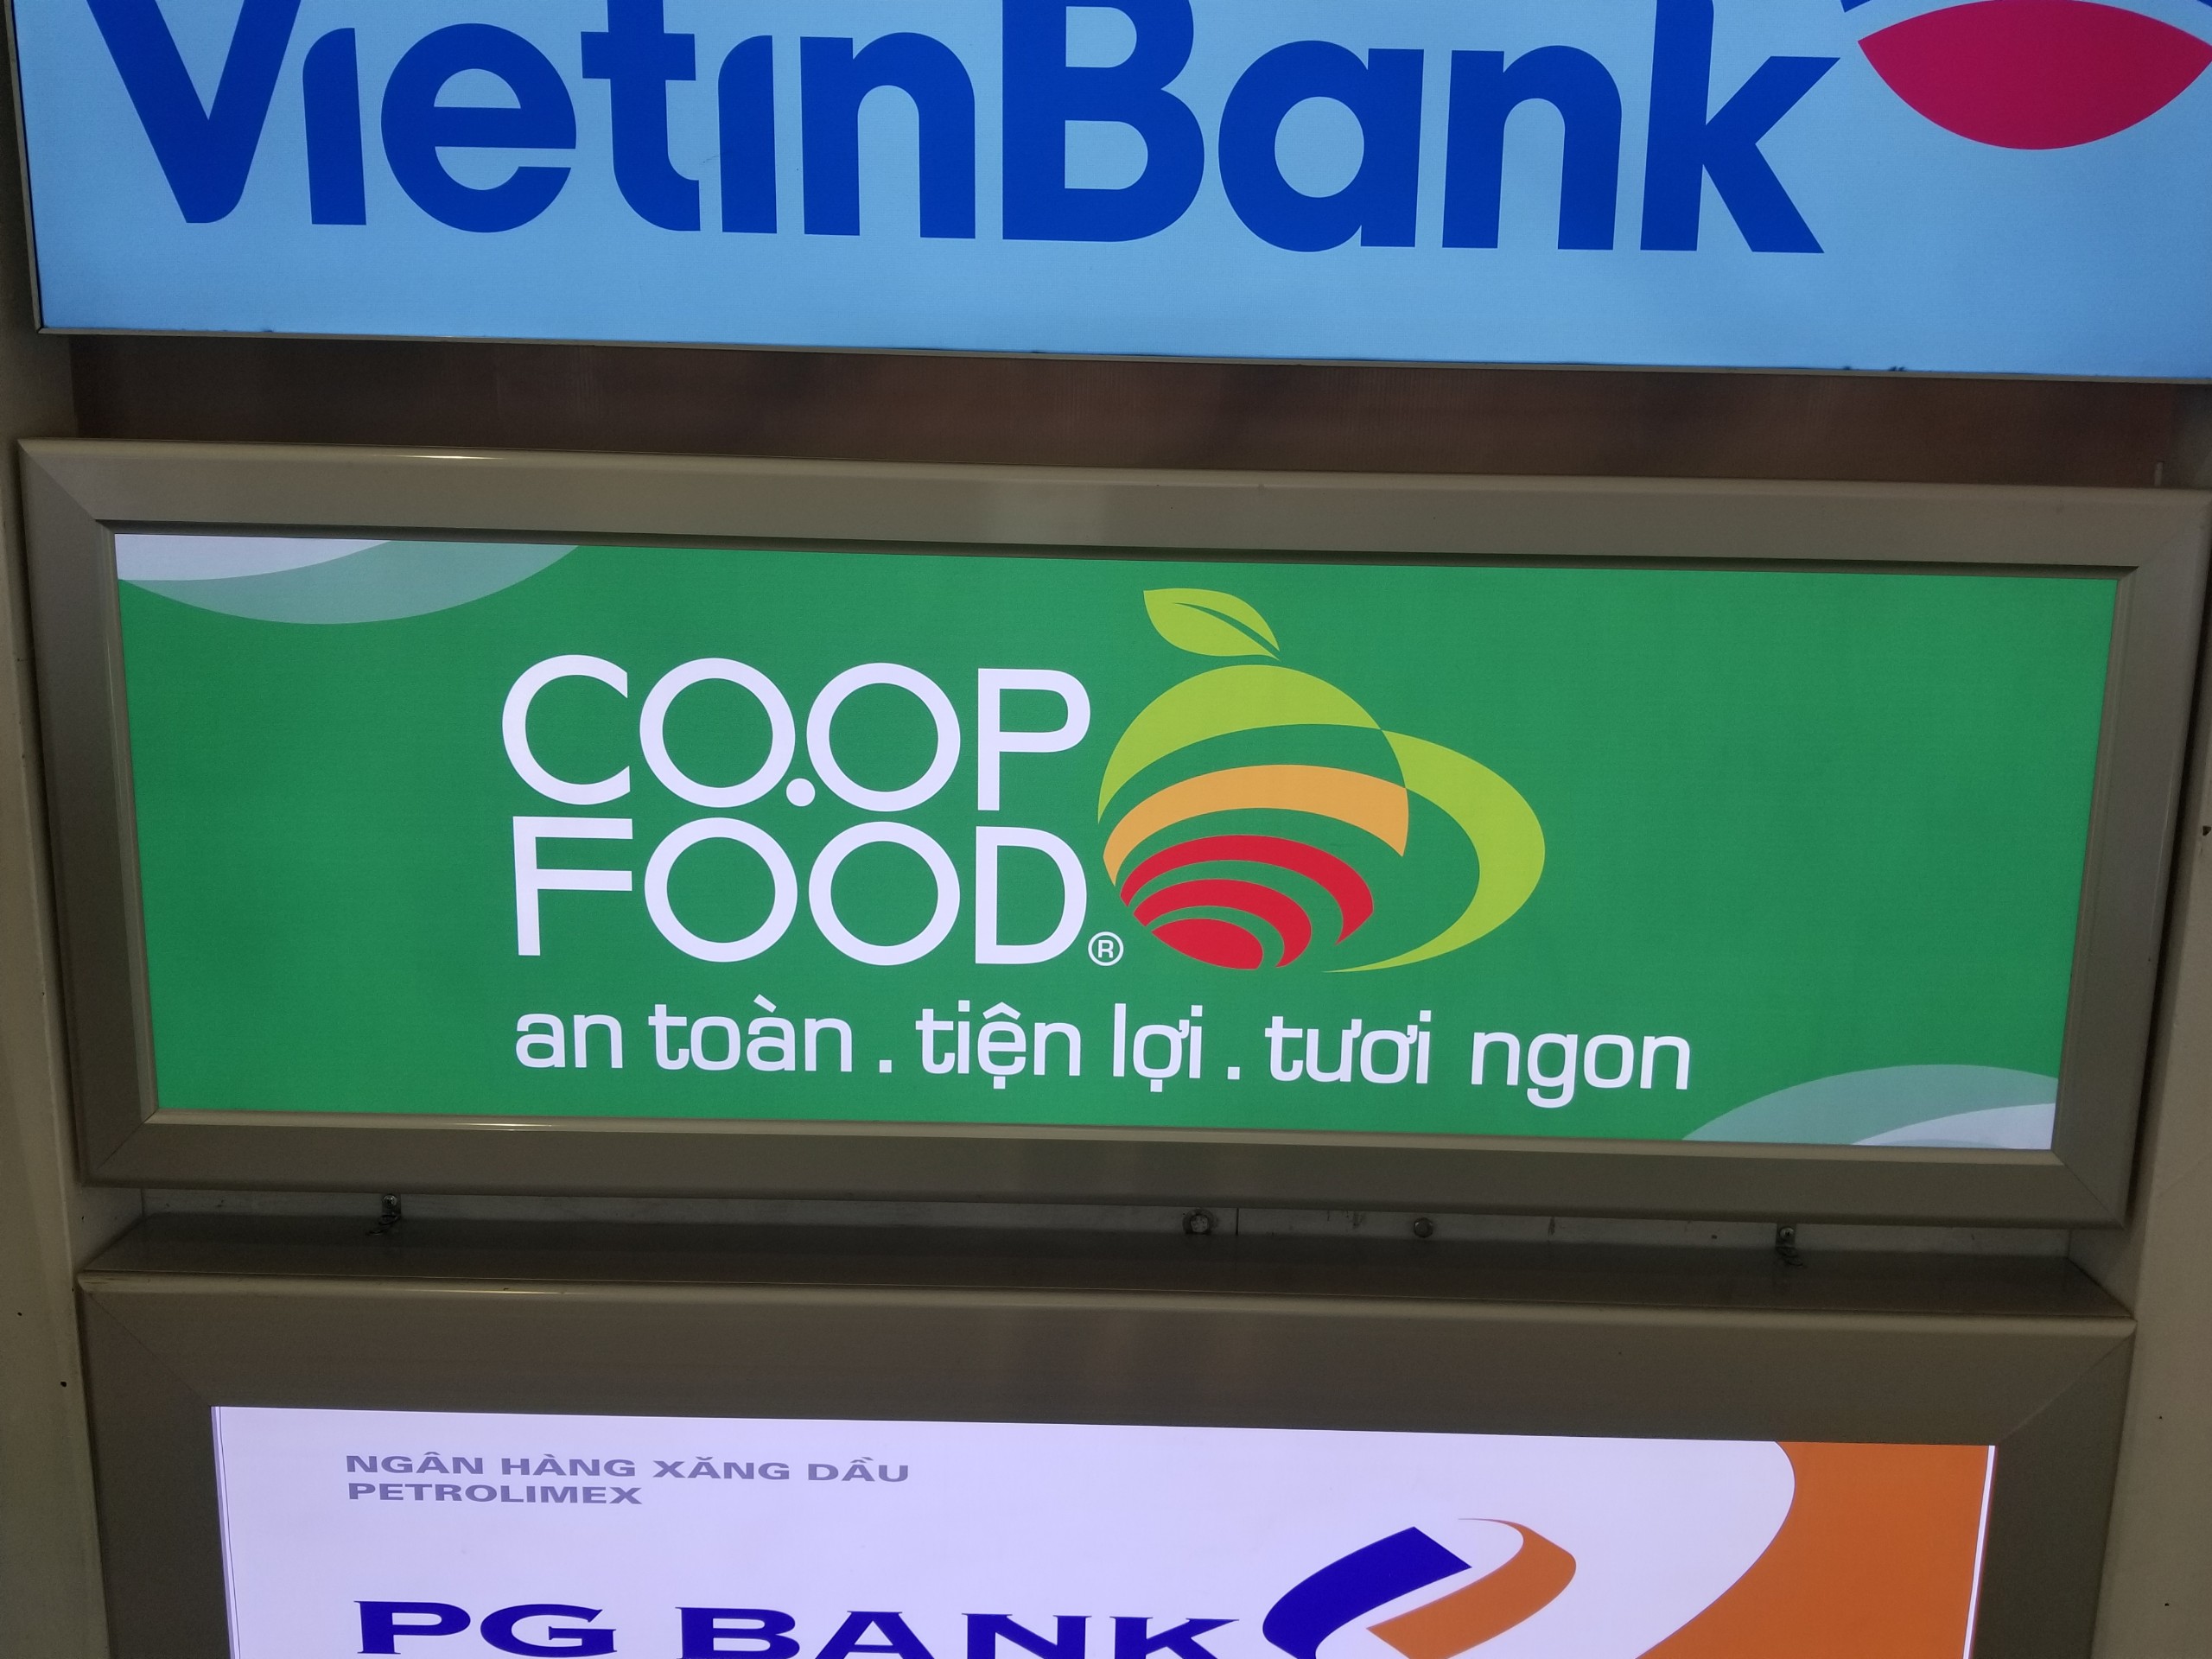 VietinBank
CO.OP
FOOD®
an toàn . tiện lợi . tươi ngon
NGÂN HÀNG XĂNG DẦU
PETROLIMEX
PG BANK